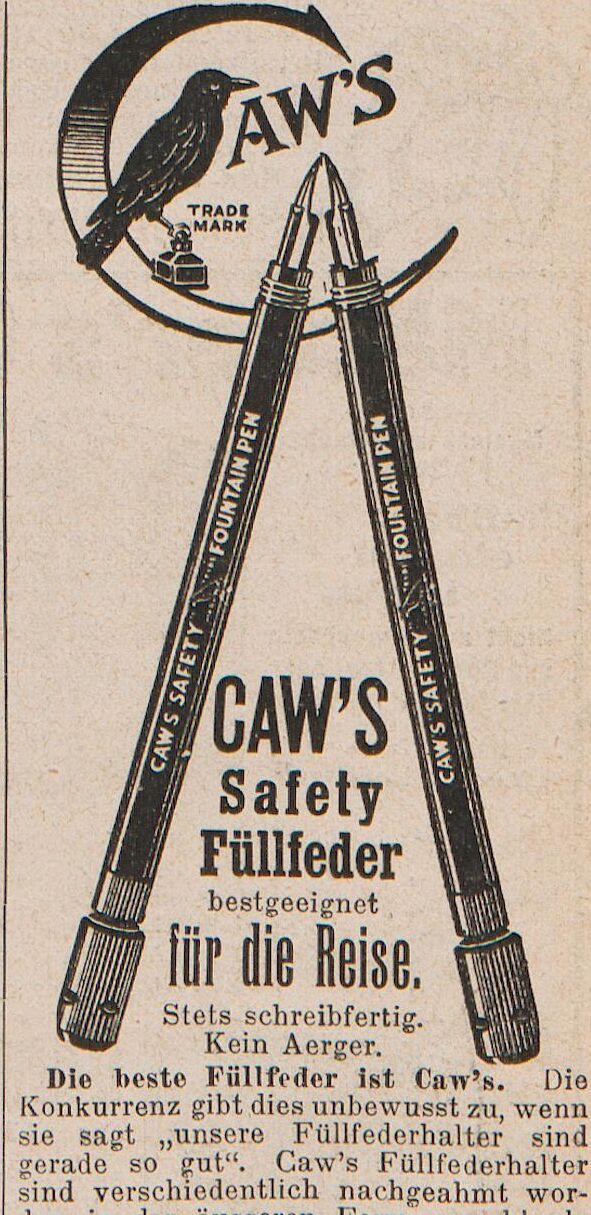 CAW'S
TRADE
MARK
CAW'S SAFETY FOUNTAIN PEN
CAW'S SAFETY FOUNTAIN PEN
CAW'S
Safety
Füllfeder
bestgeeignet
für die Reise.
Stets schreibfertig.
Kein Aerger.
Die beste Füllfeder ist Caw's. Die
Konkurrenz gibt dies unbewusst zu, wenn
sie sagt „unsere Füllfederhalter sind
gerade so gut“. Caw's Füllfederhalter
sind verschiedentlich nachgeahmt wor-